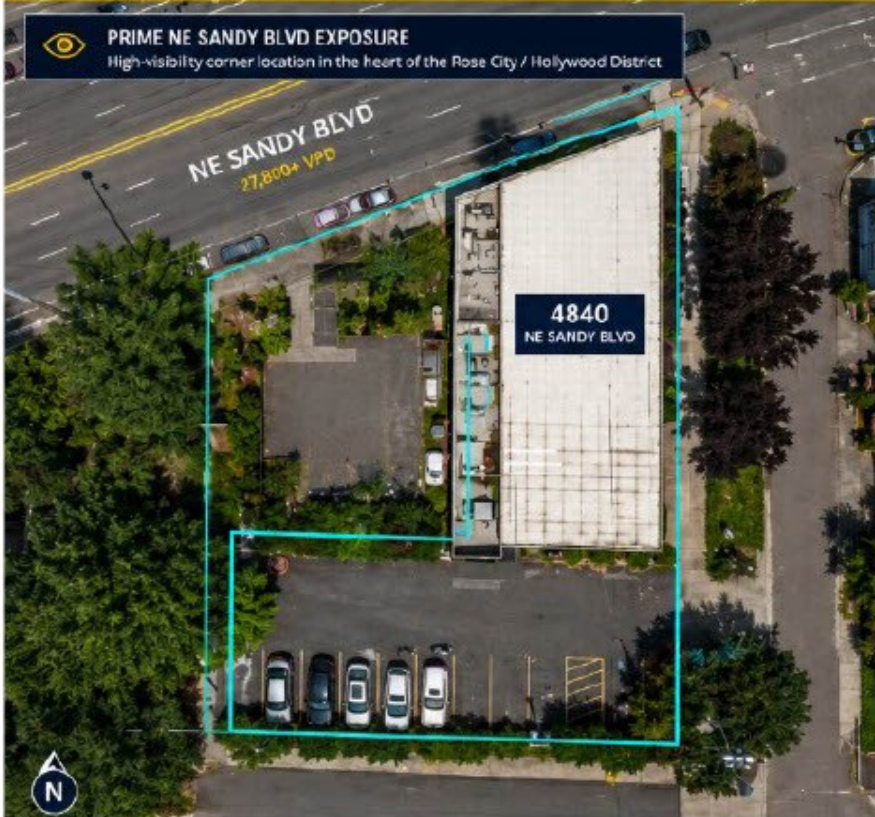 PRIME NE SANDY BLVD EXPOSURE
High-visibility corner location in the heart of the Rose City / Hollywood District
NE SANDY BLVD
27,800+ VPD
4840
NE SANDY BLVD
N